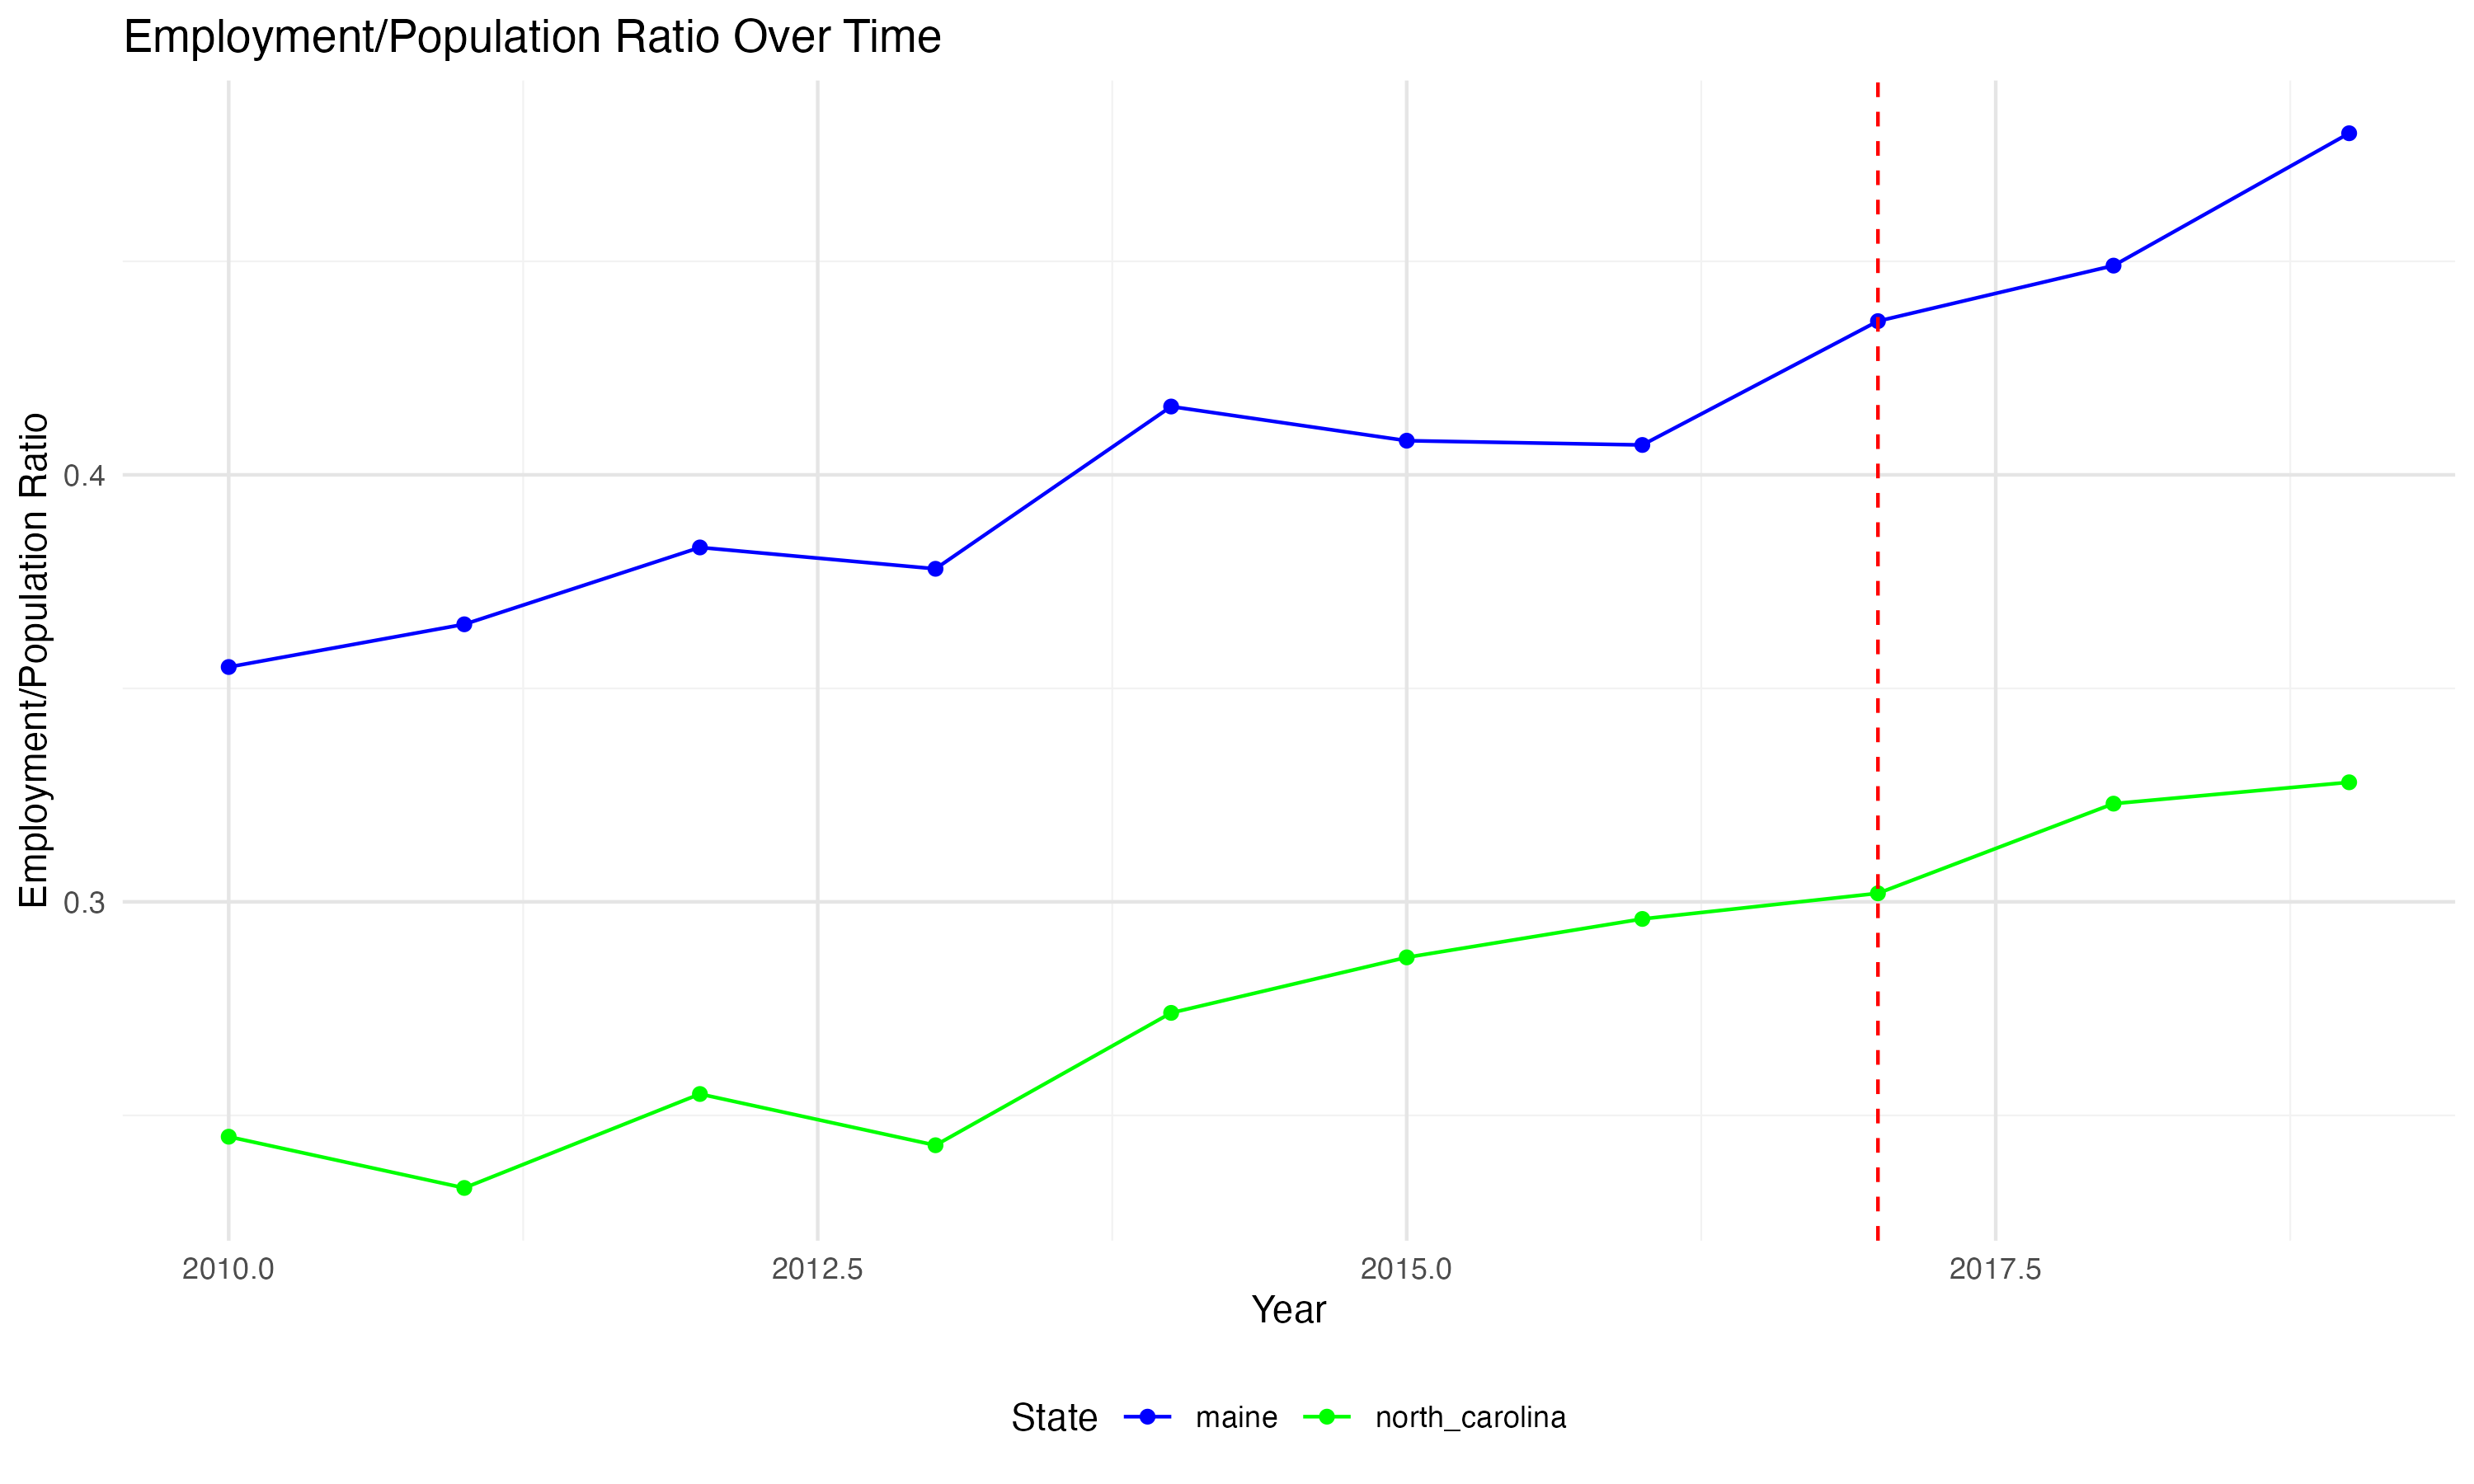 Employment/Population Ratio Over Time
Employment/Population Ratio
0.4
0.3
2010.0 2012.5 2015.0 2017.5
Year
State maine north_carolina